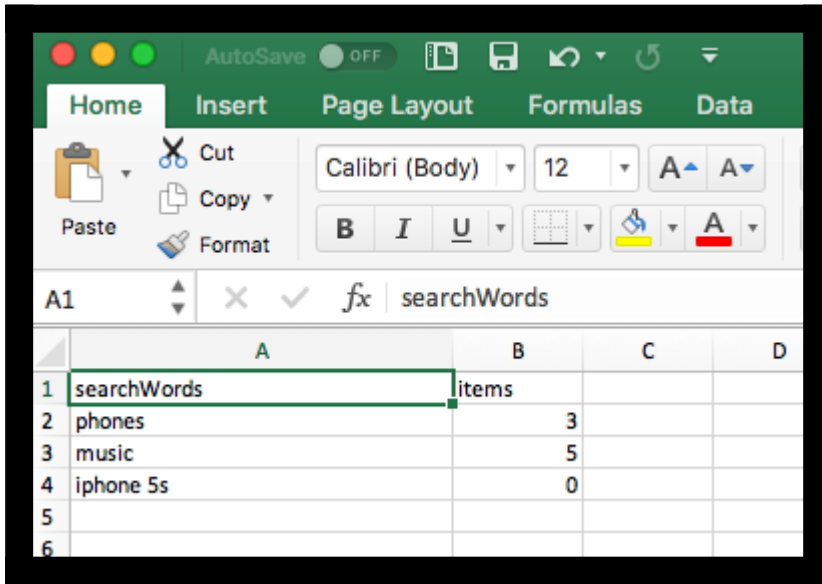 AutoSave OFF
Home Insert Page Layout Formulas Data
Cut
Calibri (Body) 12 A A
Copy
Paste
B I U A
Format
A1 fx searchWords
A B C D
1 searchWords items
2 phones 3
3 music 5
4 iphone 5s 0
5
6